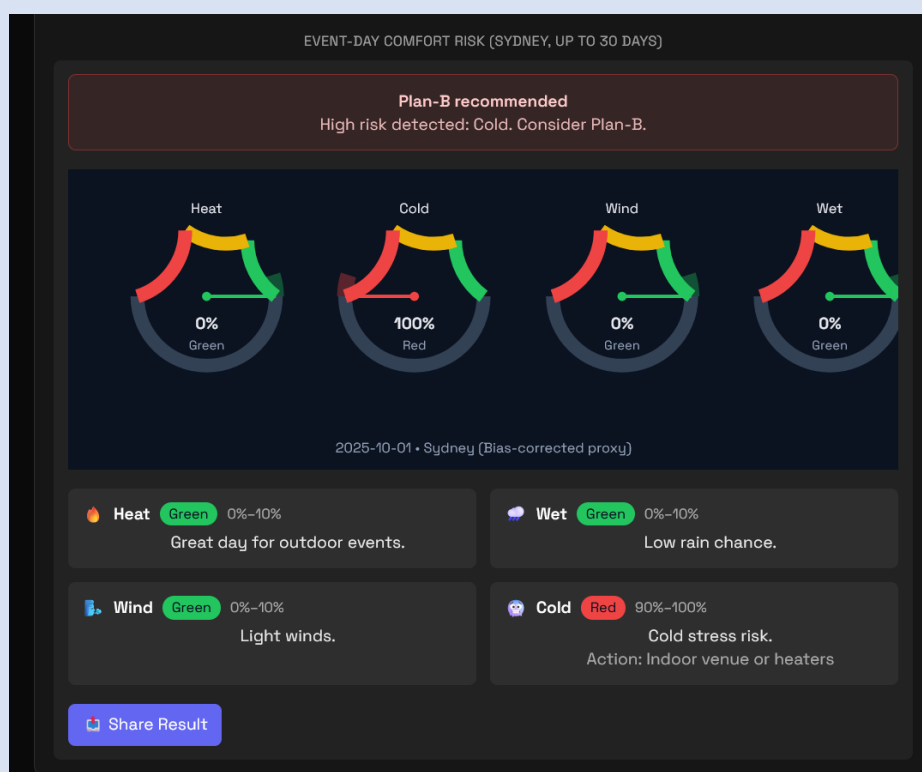 EVENT-DAY COMFORT RISK (SYDNEY, UP TO 30 DAYS)
Plan-B recommended
High risk detected: Cold. Consider Plan-B.
Heat
0%
Green
Cold
100%
Red
Wind
0%
Green
Wet
0%
Green
2025-10-01 • Sydney (Bias-corrected proxy)
Heat Green 0%–10%
Great day for outdoor events.
Wet Green 0%–10%
Low rain chance.
Wind Green 0%–10%
Light winds.
Cold Red 90%–100%
Cold stress risk.
Action: Indoor venue or heaters
Share Result